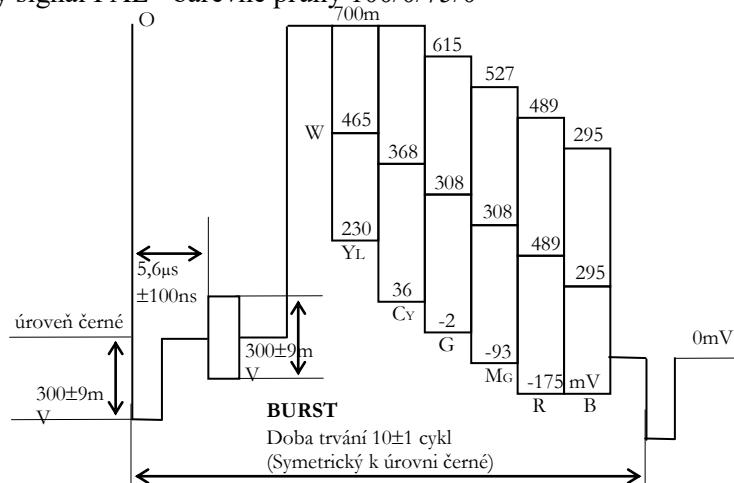 signál PAL - barevné pruhy 100/0/75/0
O
700m
615
527
489
295
W
465
368
308
308
489
295
230
YL
36
CY
-2
G
-93
MG
-175 mV
R
B
5,6µs
±100ns
úroveň černé
300±9m
V
300±9m
V
0mV
BURST
Doba trvání 10±1 cykl
(Symetrický k úrovni černé)